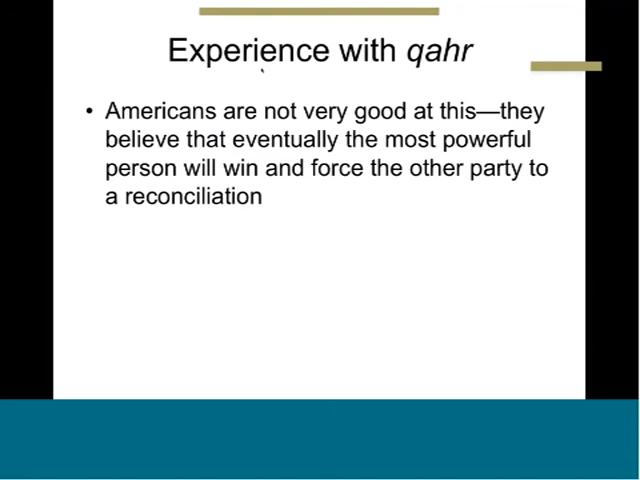 Experience with qahr
• Americans are not very good at this—they
believe that eventually the most powerful
person will win and force the other party to
a reconciliation